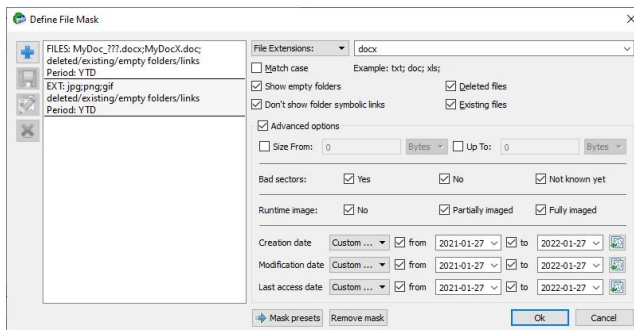 Define File Mask
FILES: MyDoc_???.docx;MyDocX.doc;
deleted/existing/empty folders/links
Period: YTD
EXT: jpg;png;gif
deleted/existing/empty folders/links
Period: YTD
File Extensions: docx
Match case Example: txt; doc; xls;
Show empty folders Deleted files
Don't show folder symbolic links Existing files
Advanced options
Size From: 0 Bytes Up To: 0 Bytes
Bad sectors: Yes No Not known yet
Runtime image: No Partially imaged Fully imaged
Creation date Custom ... from 2021-01-27 to 2022-01-27
Modification date Custom ... from 2021-01-27 to 2022-01-27
Last access date Custom ... from 2021-01-27 to 2022-01-27
Mask presets Remove mask Ok Cancel